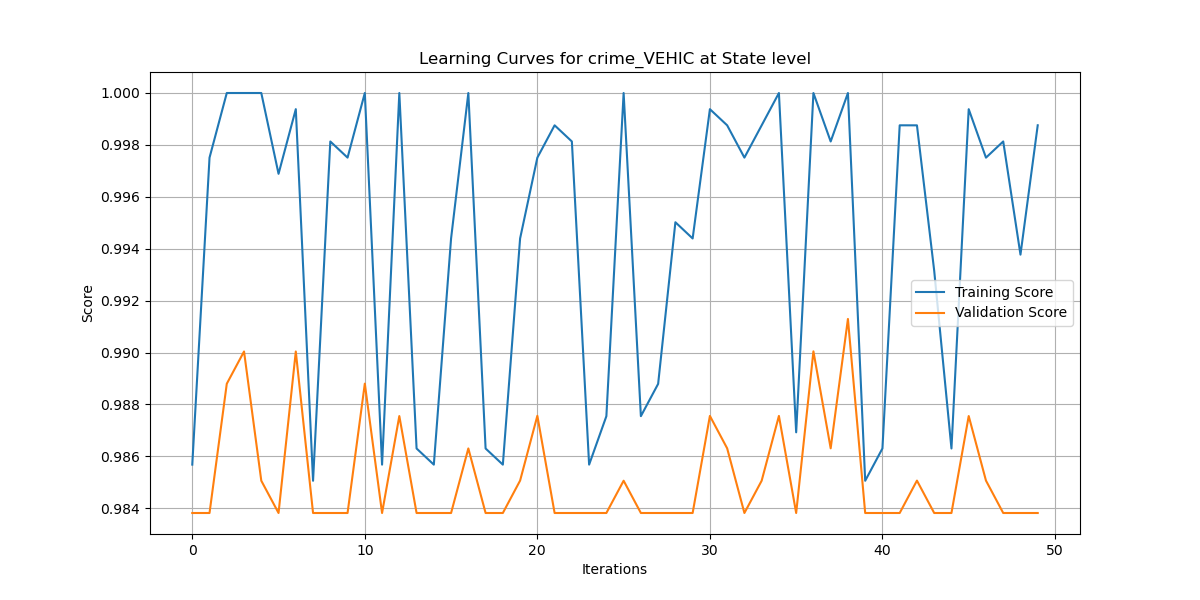 Learning Curves for crime_VEHIC at State level
1.000
0.998
0.996
0.994
0.992
0.990
0.988
0.986
0.984
Score
Training Score
Validation Score
0 10 20 30 40 50
Iterations